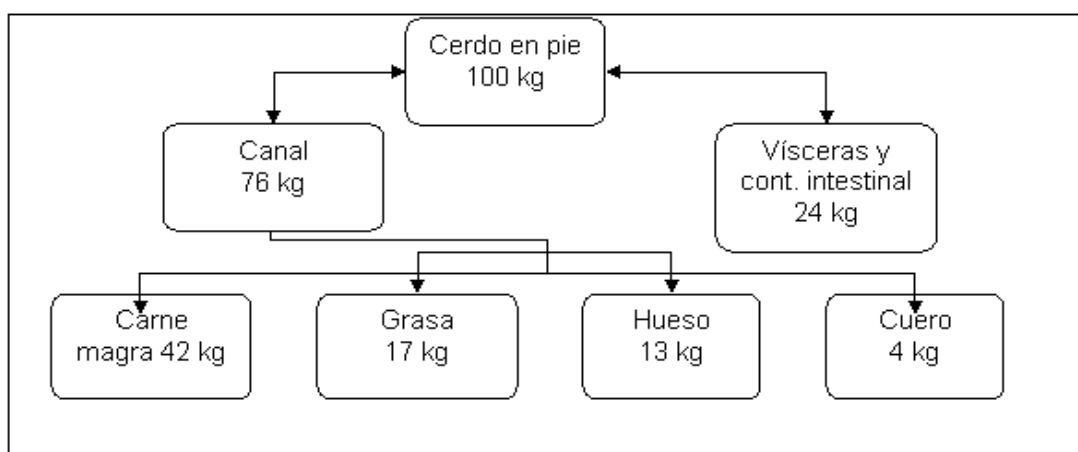 Cerdo en pie
100 kg
Canal
76 kg
Vísceras y
cont. intestinal
24 kg
Carne
magra 42 kg
Grasa
17 kg
Hueso
13 kg
Cuero
4 kg